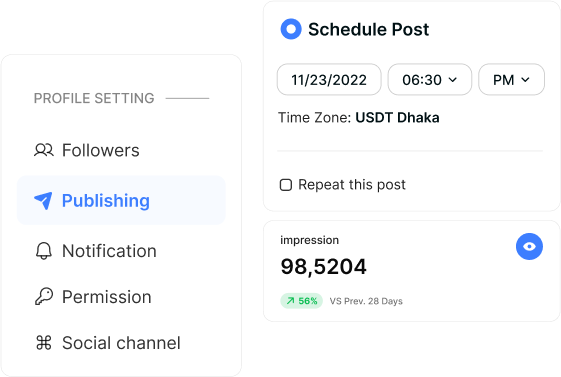 PROFILE SETTING
Followers
Publishing
Notification
Permission
Social channel
Schedule Post
11/23/2022 06:30 PM
Time Zone: USDT Dhaka
Repeat this post
impression
98,5204
56% VS Prev. 28 Days